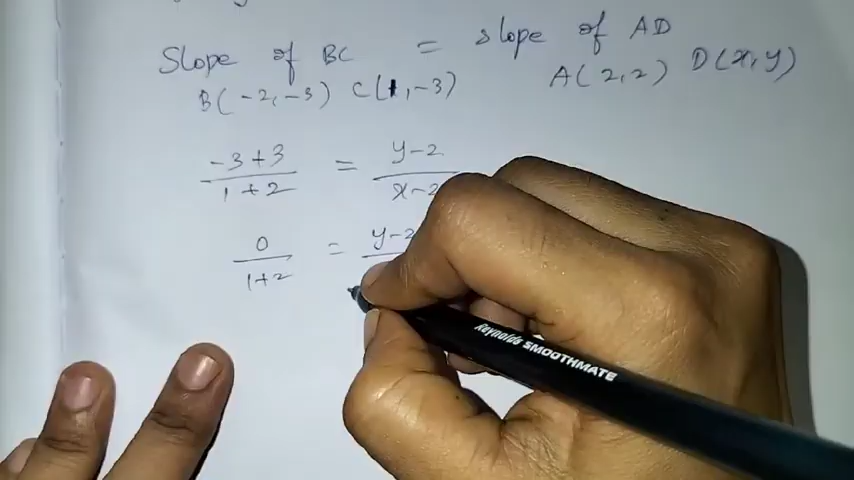 Slope of BC = slope of AD
B(-2,-3) C(1,-3) A(2,2) D(x,y)
-3+3 / 1+2 = y-2 / x-2
0 / 1+2 = y-2
Reynolds SMOOTHMATE